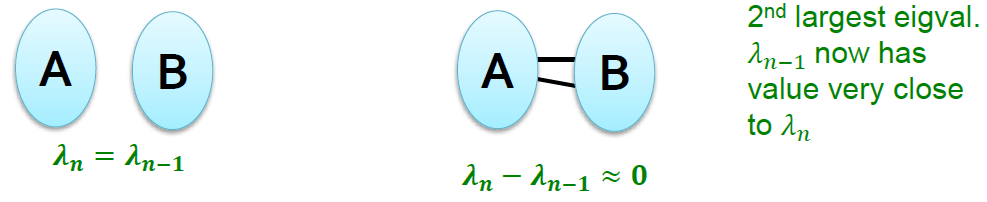 A B
λₙ = λₙ₋₁
A B
λₙ − λₙ₋₁ ≈ 0
2ⁿᵈ largest eigval.
λₙ₋₁ now has
value very close
to λₙ